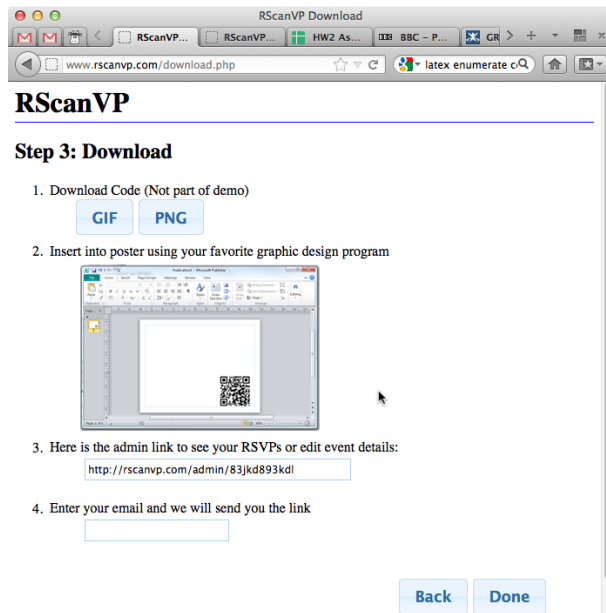 RScanVP Download
RScanVP...
RScanVP...
HW2 As...
BBC – P...
GR
www.rscanvp.com/download.php
latex enumerate c
RScanVP
Step 3: Download
1. Download Code (Not part of demo)
GIF PNG
2. Insert into poster using your favorite graphic design program
Publication1 - Microsoft Publisher
3. Here is the admin link to see your RSVPs or edit event details:
http://rscanvp.com/admin/83jkd893kdl
4. Enter your email and we will send you the link
Back Done